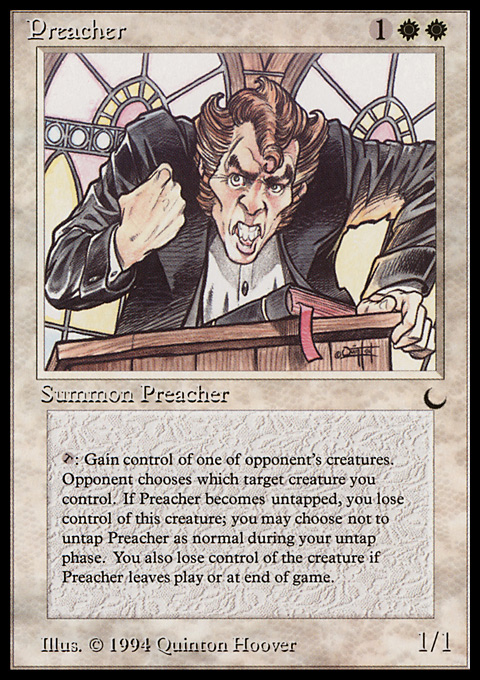 Preacher 1
Summon Preacher
: Gain control of one of opponent's creatures.
Opponent chooses which target creature you
control. If Preacher becomes untapped, you lose
control of this creature; you may choose not to
untap Preacher as normal during your untap
phase. You also lose control of the creature if
Preacher leaves play or at end of game.
Illus. © 1994 Quinton Hoover 1/1